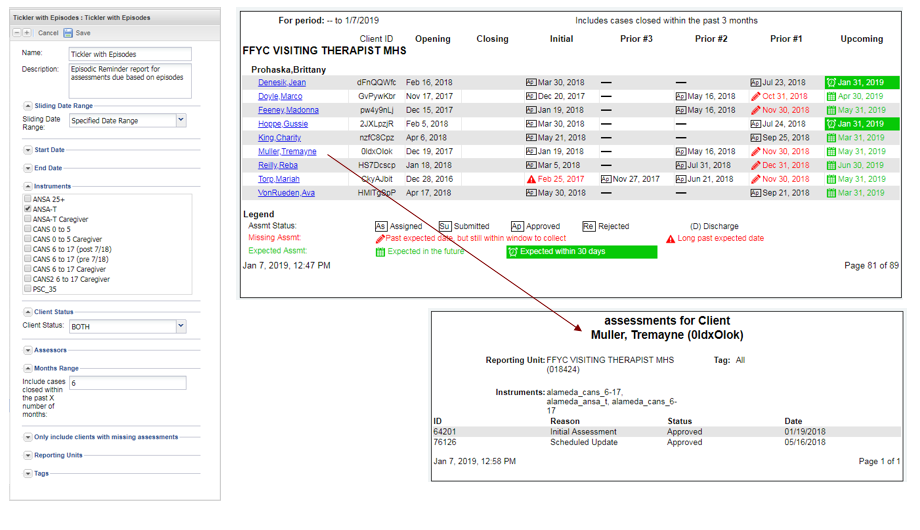 Tickler with Episodes : Tickler with Episodes
Cancel Save
Name: Tickler with Episodes
Description: Episodic Reminder report for
assessments due based on episodes
Sliding Date Range
Sliding Date
Range: Specified Date Range
Start Date
End Date
Instruments
ANSA 25+
ANSA-T
ANSA-T Caregiver
CANS 0 to 5
CANS 0 to 5 Caregiver
CANS 6 to 17 (post 7/18)
CANS 6 to 17 (pre 7/18)
CANS 6 to 17 Caregiver
CANS2 6 to 17 Caregiver
PSC_35
Client Status
Client Status: BOTH
Assessors
Months Range
Include cases
closed within
the past X
number of
months: 6
Only include clients with missing assessments
Reporting Units
Tags
For period: -- to 1/7/2019 Includes cases closed within the past 3 months
Client ID Opening Closing Initial Prior #3 Prior #2 Prior #1 Upcoming
FFYC VISITING THERAPIST MHS
Prohaska,Brittany
Denesik,Jean dFnQQWfc Feb 16, 2018 Ap Mar 30, 2018 — — Ap Jul 23, 2018 Jan 31, 2019
Doyle,Marco GvPywKbr Nov 17, 2017 Ap Dec 20, 2017 — Ap May 16, 2018 Oct 31, 2018 Apr 30, 2019
Feeney,Madonna pw4y9nLj Dec 15, 2017 Ap Jan 19, 2018 — Ap May 16, 2018 Nov 30, 2018 May 31, 2019
Hoppe,Gussie 2JXLpzjR Feb 5, 2018 Ap Mar 30, 2018 — — Ap Jul 24, 2018 Jan 31, 2019
King,Charity nzfC8Cpz Apr 6, 2018 Ap May 21, 2018 — — Ap Sep 25, 2018 Mar 31, 2019
Muller,Tremayne 0IdxOlok Dec 19, 2017 Ap Jan 19, 2018 — Ap May 16, 2018 Nov 30, 2018 May 31, 2019
Reilly,Reba HS7Dcscp Jan 18, 2018 Ap Mar 5, 2018 — Ap Jul 31, 2018 Dec 31, 2018 Jun 30, 2019
Torp,Mariah CkyAJbit Dec 28, 2016 Feb 25, 2017 Ap Nov 27, 2017 Ap Jun 21, 2018 Nov 30, 2018 May 31, 2019
VonRueden,Ava HMITgSpP Apr 17, 2018 Ap May 30, 2018 — — Ap Sep 21, 2018 Mar 31, 2019
Legend
Assmt Status: As Assigned Su Submitted Ap Approved Re Rejected (D) Discharge
Missing Assmt: Past expected date, but still within window to collect Long past expected date
Expected Assmt: Expected in the future Expected within 30 days
Jan 7, 2019, 12:47 PM Page 81 of 89
assessments for Client
Muller, Tremayne (0IdxOlok)
Reporting Unit: FFYC VISITING THERAPIST MHS Tag: All
(018424)
Instruments: alameda_cans_6-17,
alameda_ansa_t, alameda_cans_6-
17
ID Reason Status Date
64201 Initial Assessment Approved 01/19/2018
76126 Scheduled Update Approved 05/16/2018
Jan 7, 2019, 12:58 PM Page 1 of 1